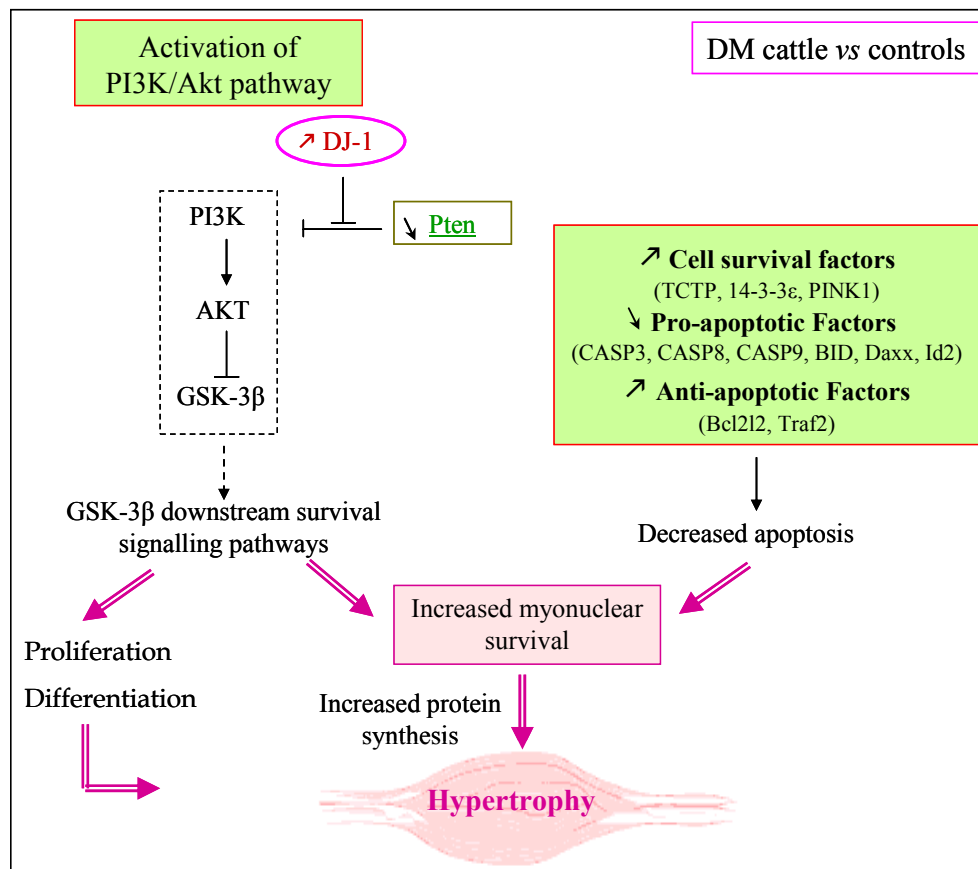 Activation of
PI3K/Akt pathway
DM cattle vs controls
↗ DJ-1
PI3K
↘ Pten
AKT
GSK-3β
↗ Cell survival factors
(TCTP, 14-3-3ε, PINK1)
↘ Pro-apoptotic Factors
(CASP3, CASP8, CASP9, BID, Daxx, Id2)
↗ Anti-apoptotic Factors
(Bcl2l2, Traf2)
GSK-3β downstream survival
signalling pathways
Decreased apoptosis
Increased myonuclear
survival
Proliferation
Differentiation
Increased protein
synthesis
Hypertrophy